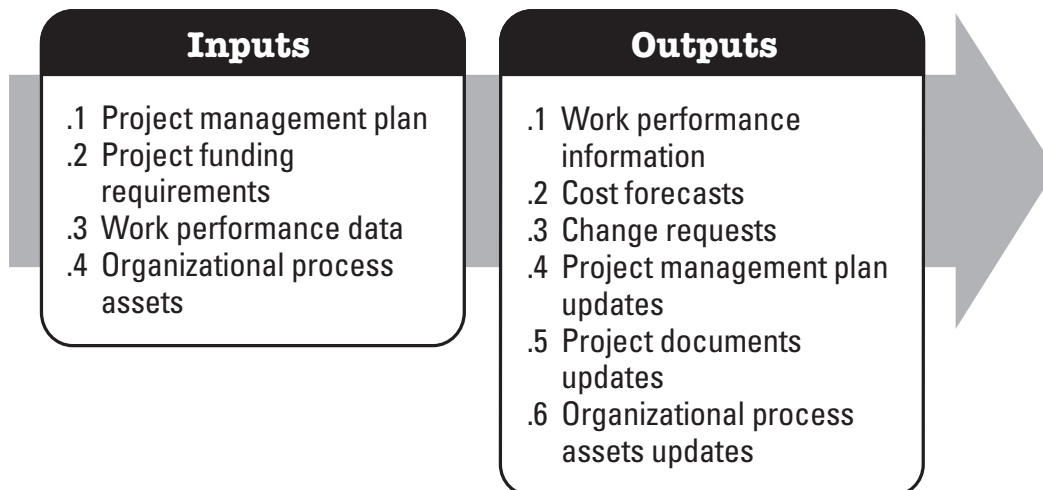 Inputs
.1 Project management plan
.2 Project funding
requirements
.3 Work performance data
.4 Organizational process
assets
Outputs
.1 Work performance
information
.2 Cost forecasts
.3 Change requests
.4 Project management plan
updates
.5 Project documents
updates
.6 Organizational process
assets updates